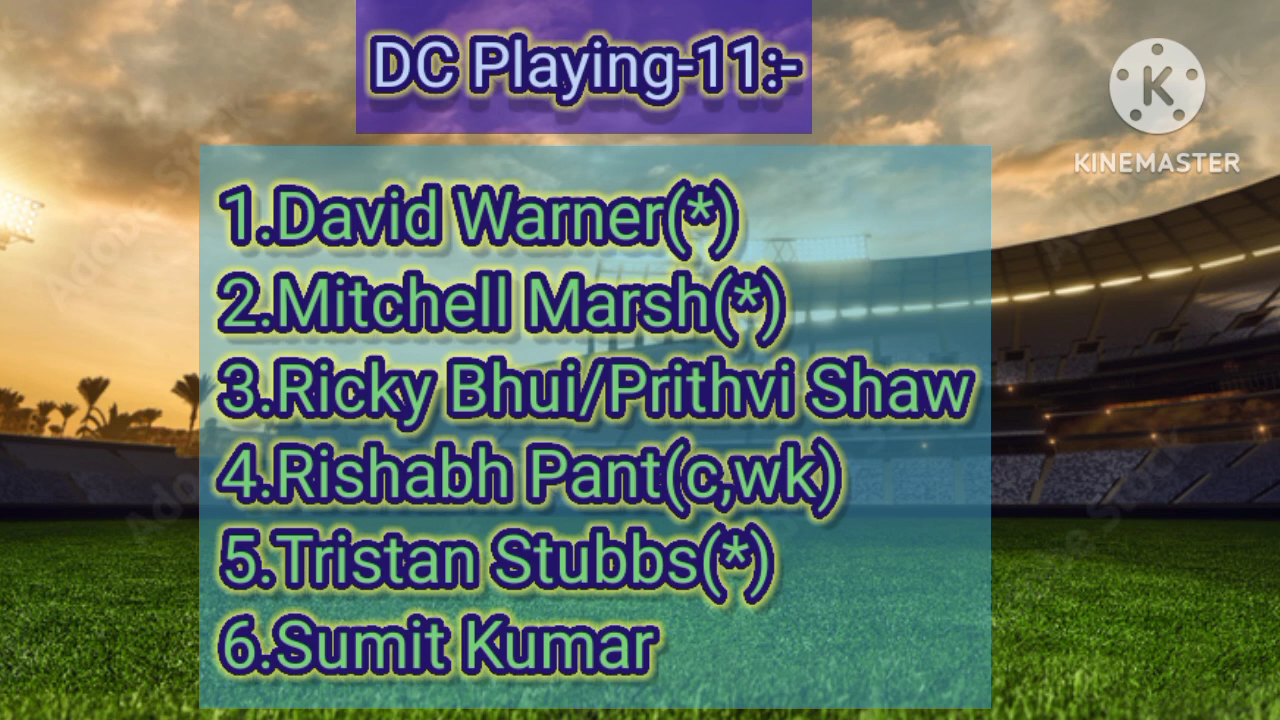 DC Playing-11:-
KINEMASTER
1.David Warner(*)
2.Mitchell Marsh(*)
3.Ricky Bhui/Prithvi Shaw
4.Rishabh Pant(c,wk)
5.Tristan Stubbs(*)
6.Sumit Kumar